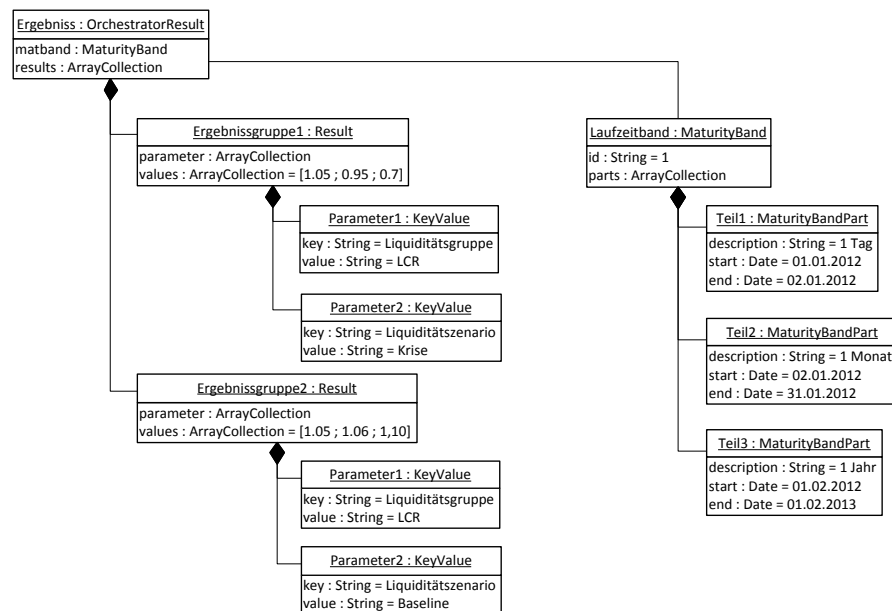 Ergebniss : OrchestratorResult
matband : MaturityBand
results : ArrayCollection
Ergebnissgruppe1 : Result
parameter : ArrayCollection
values : ArrayCollection = [1.05 ; 0.95 ; 0.7]
Parameter1 : KeyValue
key : String = Liquiditätsgruppe
value : String = LCR
Parameter2 : KeyValue
key : String = Liquiditätszenario
value : String = Krise
Ergebnissgruppe2 : Result
parameter : ArrayCollection
values : ArrayCollection = [1.05 ; 1.06 ; 1,10]
Parameter1 : KeyValue
key : String = Liquiditätsgruppe
value : String = LCR
Parameter2 : KeyValue
key : String = Liquiditätszenario
value : String = Baseline
Laufzeitband : MaturityBand
id : String = 1
parts : ArrayCollection
Teil1 : MaturityBandPart
description : String = 1 Tag
start : Date = 01.01.2012
end : Date = 02.01.2012
Teil2 : MaturityBandPart
description : String = 1 Monat
start : Date = 02.01.2012
end : Date = 31.01.2012
Teil3 : MaturityBandPart
description : String = 1 Jahr
start : Date = 01.02.2012
end : Date = 01.02.2013